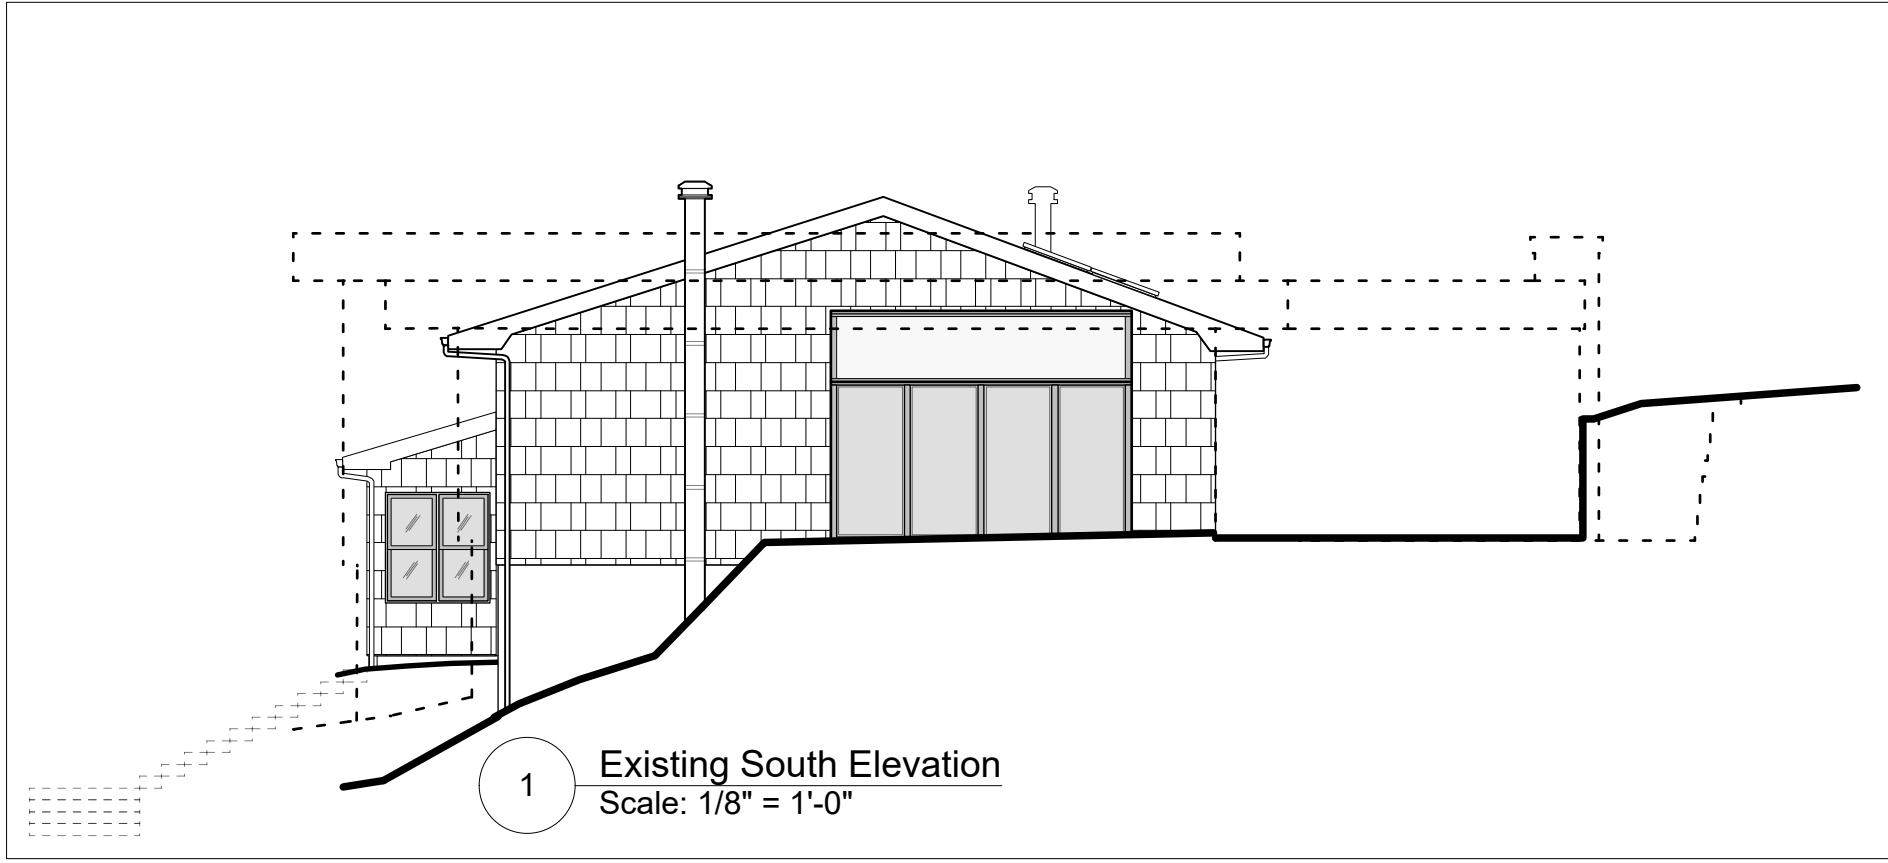 1
Existing South Elevation
Scale: 1/8" = 1'-0"